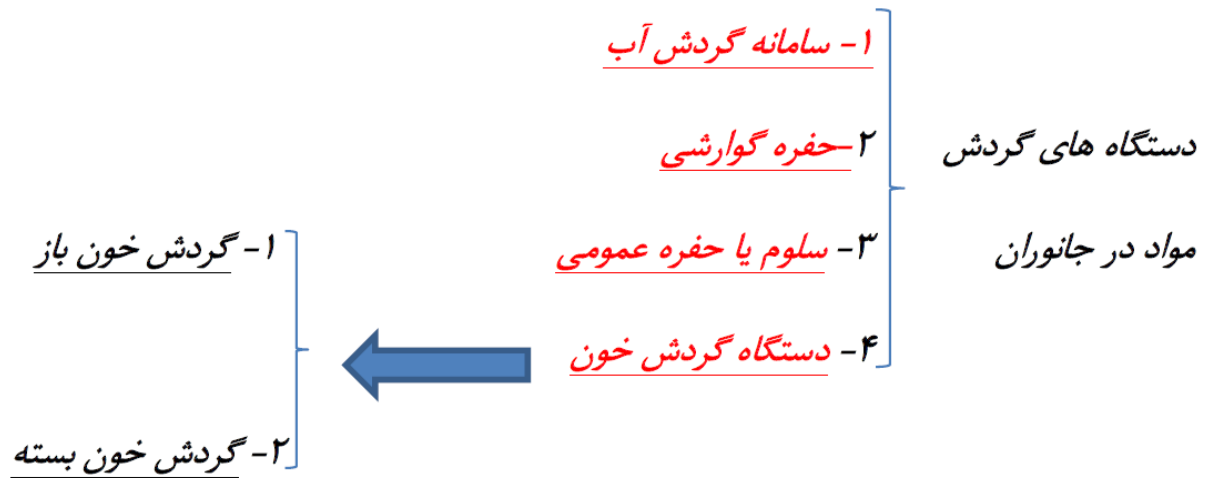 دستگاه های گردش
مواد در جانوران
۱- سامانه گردش آب
۲-حفره گوارشی
۳- سلوم یا حفره عمومی
۴- دستگاه گردش خون
۱- گردش خون باز
۲- گردش خون بسته